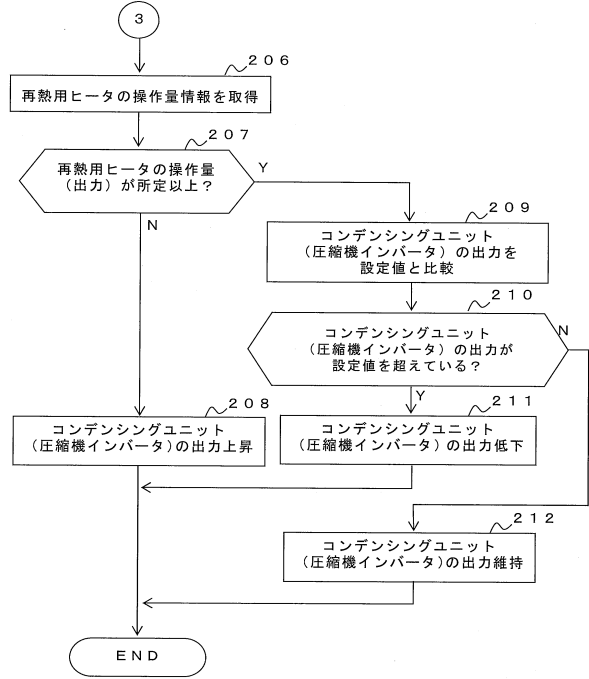 3
206
再熱用ヒータの操作量情報を取得
207
再熱用ヒータの操作量
（出力）が所定以上？
Y
N
209
コンデンシングユニット
（圧縮機インバータ）の出力を
設定値と比較
210
コンデンシングユニット
（圧縮機インバータ）の出力が
設定値を超えている？
N
Y
208
コンデンシングユニット
（圧縮機インバータ）の出力上昇
211
コンデンシングユニット
（圧縮機インバータ）の出力低下
212
コンデンシングユニット
（圧縮機インバータ）の出力維持
END